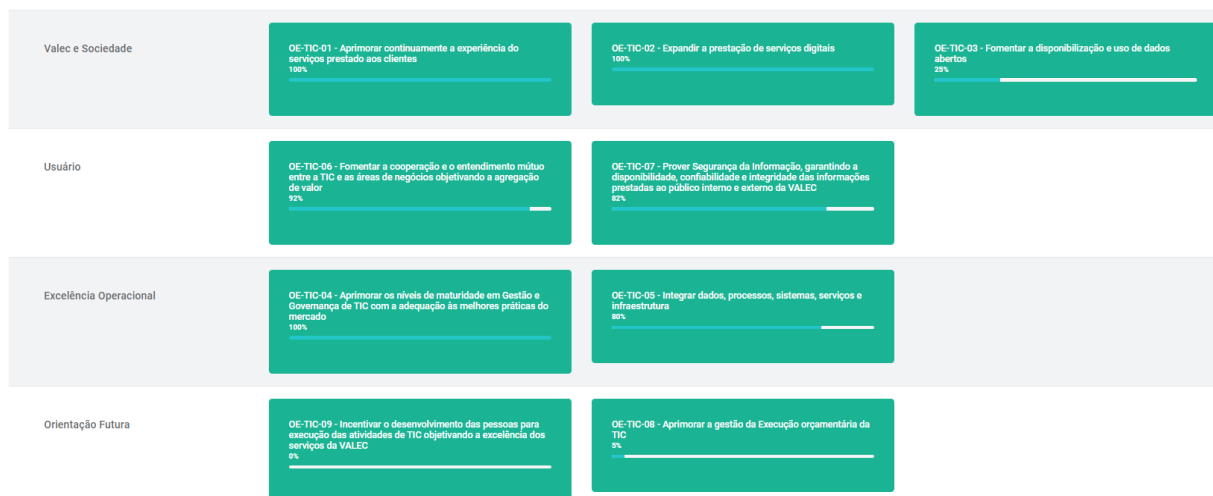 Valec e Sociedade
OE-TIC-01 - Aprimorar continuamente a experiência do
serviços prestado aos clientes
100%
OE-TIC-02 - Expandir a prestação de serviços digitais
100%
OE-TIC-03 - Fomentar a disponibilização e uso de dados
abertos
25%
Usuário
OE-TIC-06 - Fomentar a cooperação e o entendimento mútuo
entre a TIC e as áreas de negócios objetivando a agregação
de valor
92%
OE-TIC-07 - Prover Segurança da Informação, garantindo a
disponibilidade, confiabilidade e integridade das informações
prestadas ao público interno e externo da VALEC
82%
Excelência Operacional
OE-TIC-04 - Aprimorar os níveis de maturidade em Gestão e
Governança de TIC com a adequação às melhores práticas do
mercado
100%
OE-TIC-05 - Integrar dados, processos, sistemas, serviços e
infraestrutura
80%
Orientação Futura
OE-TIC-09 - Incentivar o desenvolvimento das pessoas para
execução das atividades de TIC objetivando a excelência dos
serviços da VALEC
0%
OE-TIC-08 - Aprimorar a gestão da Execução orçamentária da
TIC
5%